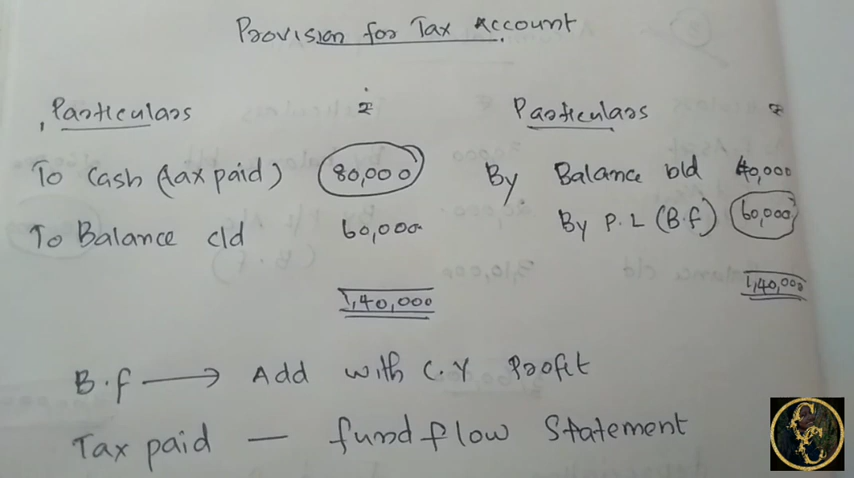 Provision for Tax Account
Particulars ₹ Particulars ₹
To Cash (tax paid) 80,000 By Balance b/d 40,000
To Balance c/d 60,000 By P.L (B.f) 60,000
1,40,000 1,40,000
B.f → Add with C.Y Profit
Tax paid — fund flow Statement